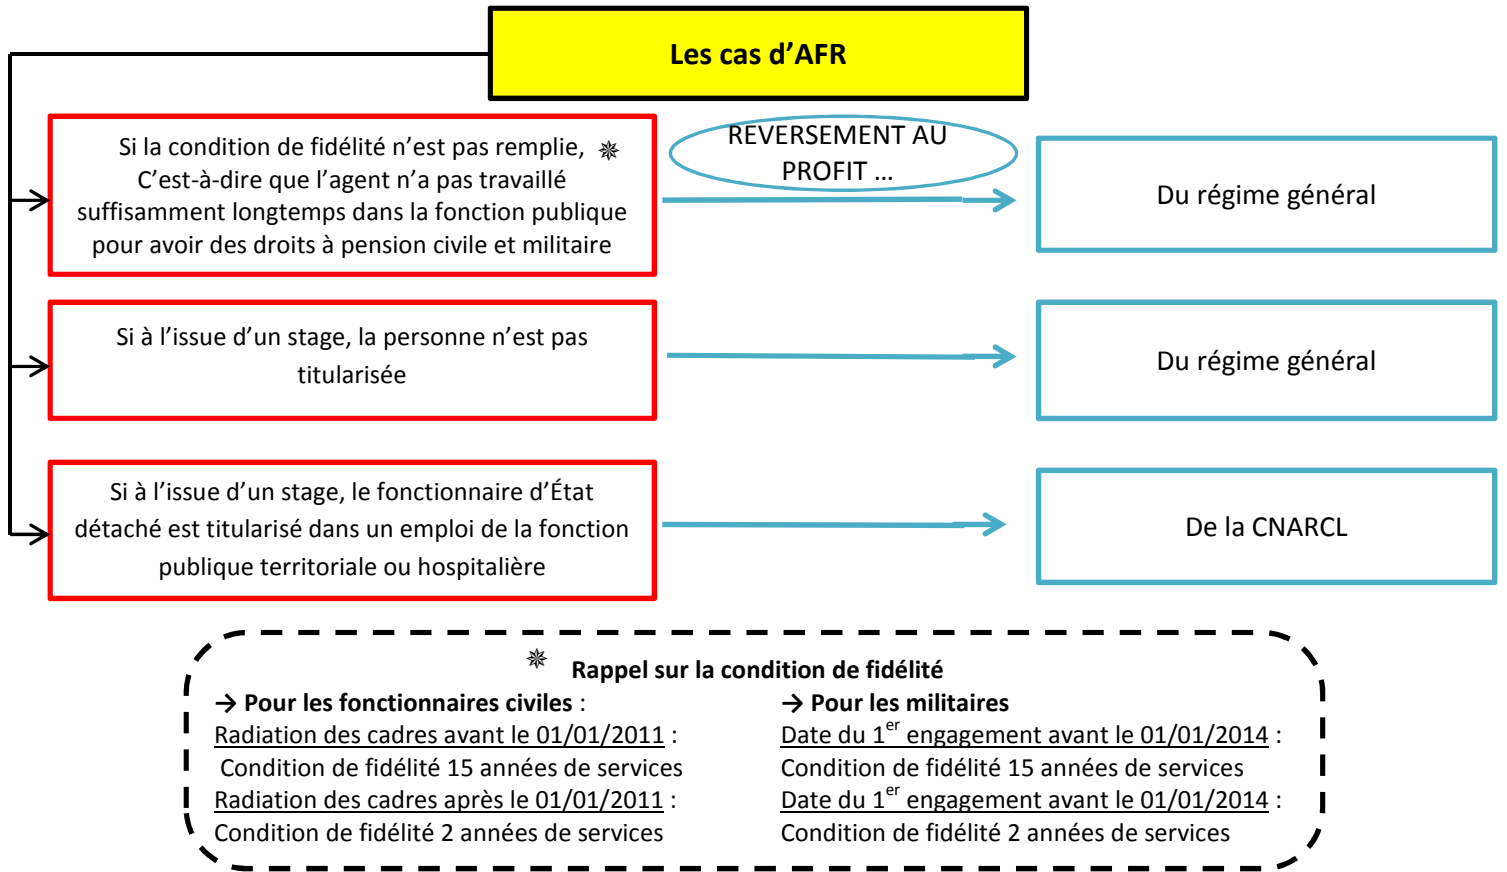 Les cas d’AFR
Si la condition de fidélité n’est pas remplie, ✵
C’est-à-dire que l’agent n’a pas travaillé
suffisamment longtemps dans la fonction publique
pour avoir des droits à pension civile et militaire
REVERSEMENT AU
PROFIT ...
Du régime général
Si à l’issue d’un stage, la personne n’est pas
titularisée
Du régime général
Si à l’issue d’un stage, le fonctionnaire d’État
détaché est titularisé dans un emploi de la fonction
publique territoriale ou hospitalière
De la CNARCL
✵ Rappel sur la condition de fidélité
→ Pour les fonctionnaires civiles :
Radiation des cadres avant le 01/01/2011 :
Condition de fidélité 15 années de services
Radiation des cadres après le 01/01/2011 :
Condition de fidélité 2 années de services
→ Pour les militaires
Date du 1er engagement avant le 01/01/2014 :
Condition de fidélité 15 années de services
Date du 1er engagement avant le 01/01/2014 :
Condition de fidélité 2 années de services